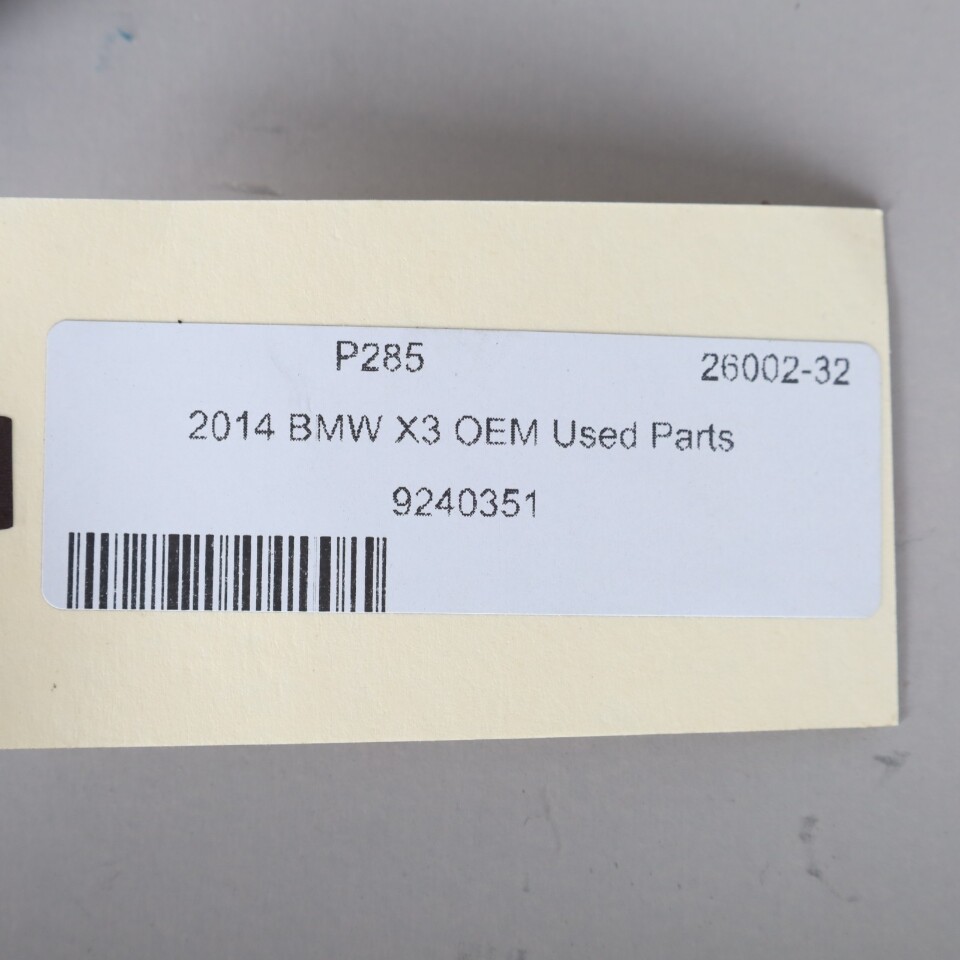 P285 26002-32
2014 BMW X3 OEM Used Parts
9240351